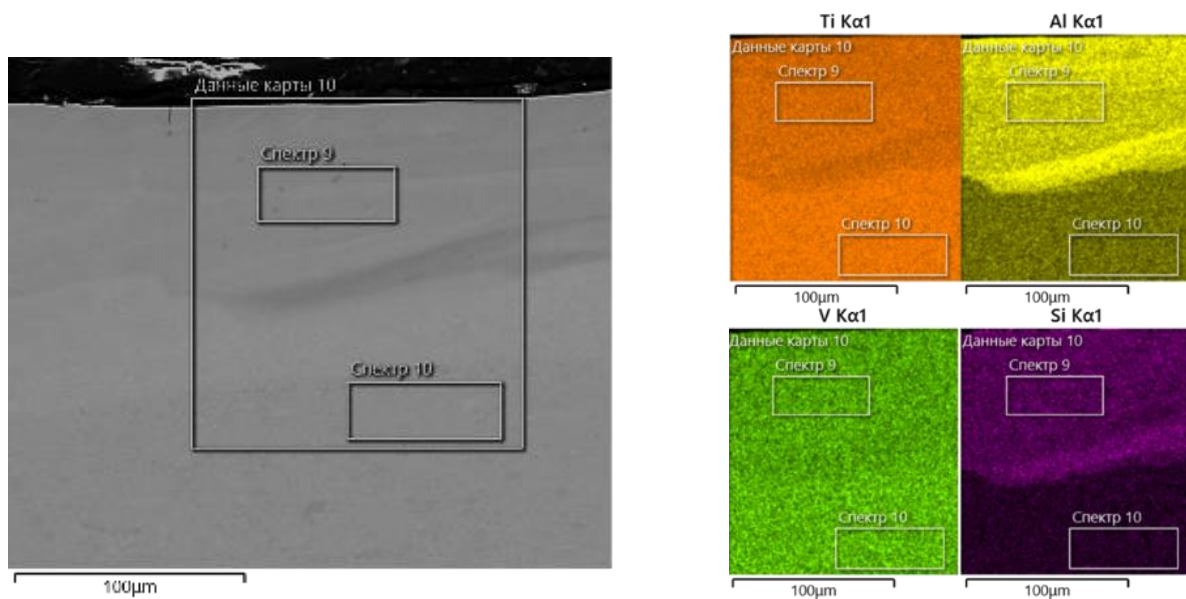 Данные карты 10
Спектр 9
Спектр 10
100µm
Ti Kα1
Данные карты 10
Спектр 9
Спектр 10
100µm
Al Kα1
Данные карты 10
Спектр 9
Спектр 10
100µm
V Kα1
Данные карты 10
Спектр 9
Спектр 10
100µm
Si Kα1
Данные карты 10
Спектр 9
Спектр 10
100µm